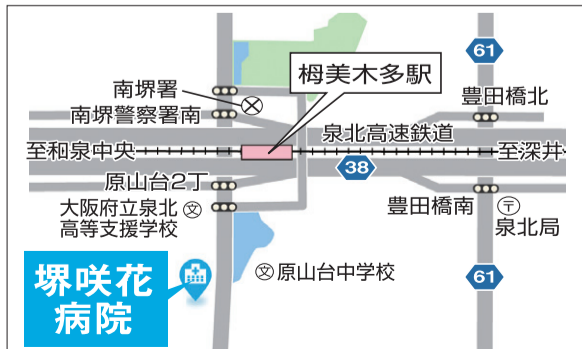 61
栂美木多駅
南堺署
豊田橋北
南堺警察署南
泉北高速鉄道
至和泉中央
至深井
38
原山台2丁
大阪府立泉北
高等支援学校
文
豊田橋南
〒
泉北局
堺咲花
病院
文
原山台中学校
61